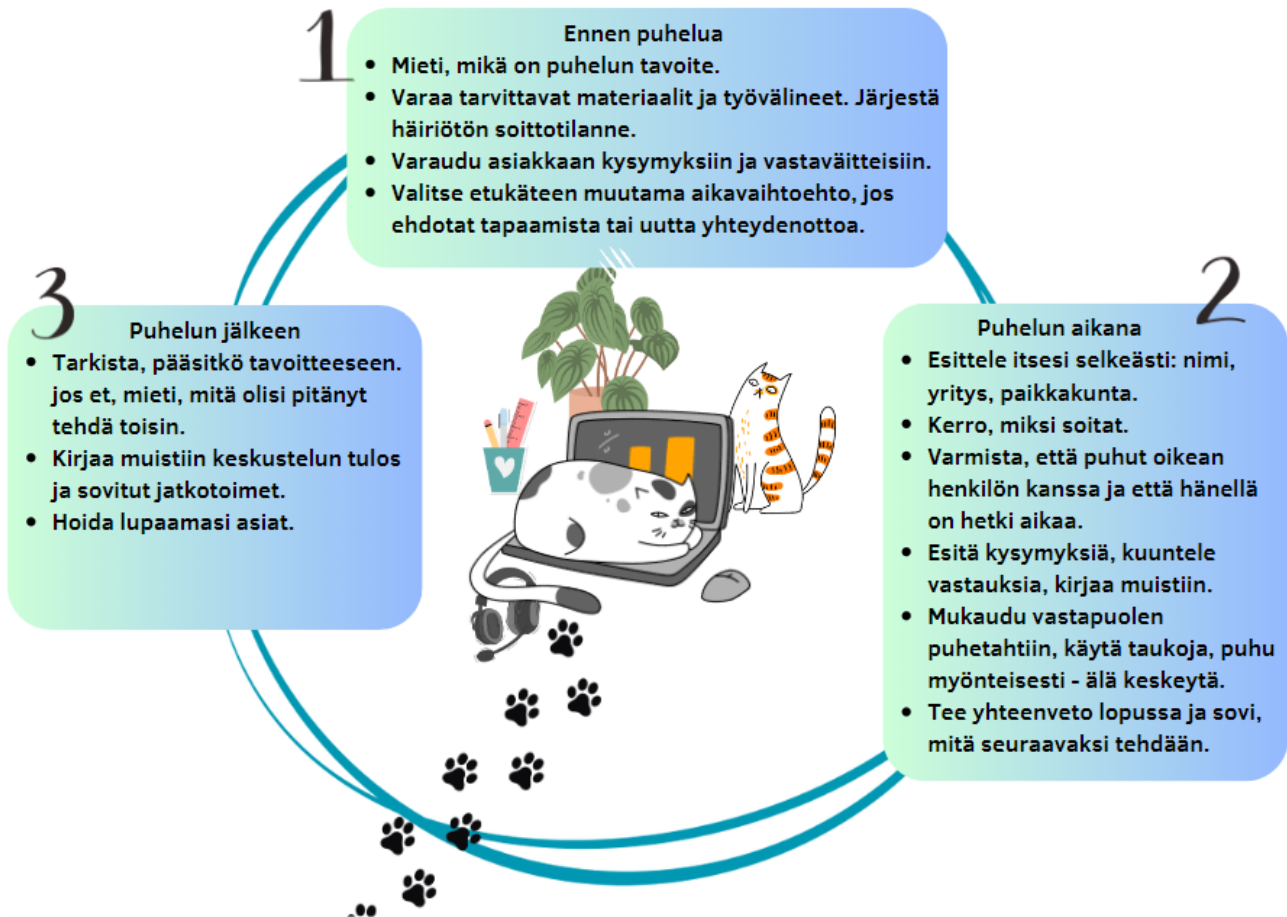 1
Ennen puhelua
• Mieti, mikä on puhelun tavoite.
• Varaa tarvittavat materiaalit ja työvälineet. Järjestä
häiriötön soittotilanne.
• Varaudu asiakkaan kysymyksiin ja vastaväitteisiin.
• Valitse etukäteen muutama aikavaihtoehto, jos
ehdotat tapaamista tai uutta yhteydenottoa.
2
Puhelun aikana
• Esittele itsesi selkeästi: nimi,
yritys, paikkakunta.
• Kerro, miksi soitat.
• Varmista, että puhut oikean
henkilön kanssa ja että hänellä
on hetki aikaa.
• Esitä kysymyksiä, kuuntele
vastauksia, kirjaa muistiin.
• Mukaudu vastapuolen
puhetahtiin, käytä taukoja, puhu
myönteisesti - älä keskeytä.
• Tee yhteenveto lopussa ja sovi,
mitä seuraavaksi tehdään.
3
Puhelun jälkeen
• Tarkista, pääsitkö tavoitteeseen.
jos et, mieti, mitä olisi pitänyt
tehdä toisin.
• Kirjaa muistiin keskustelun tulos
ja sovitut jatkotoimet.
• Hoida lupaamasi asiat.